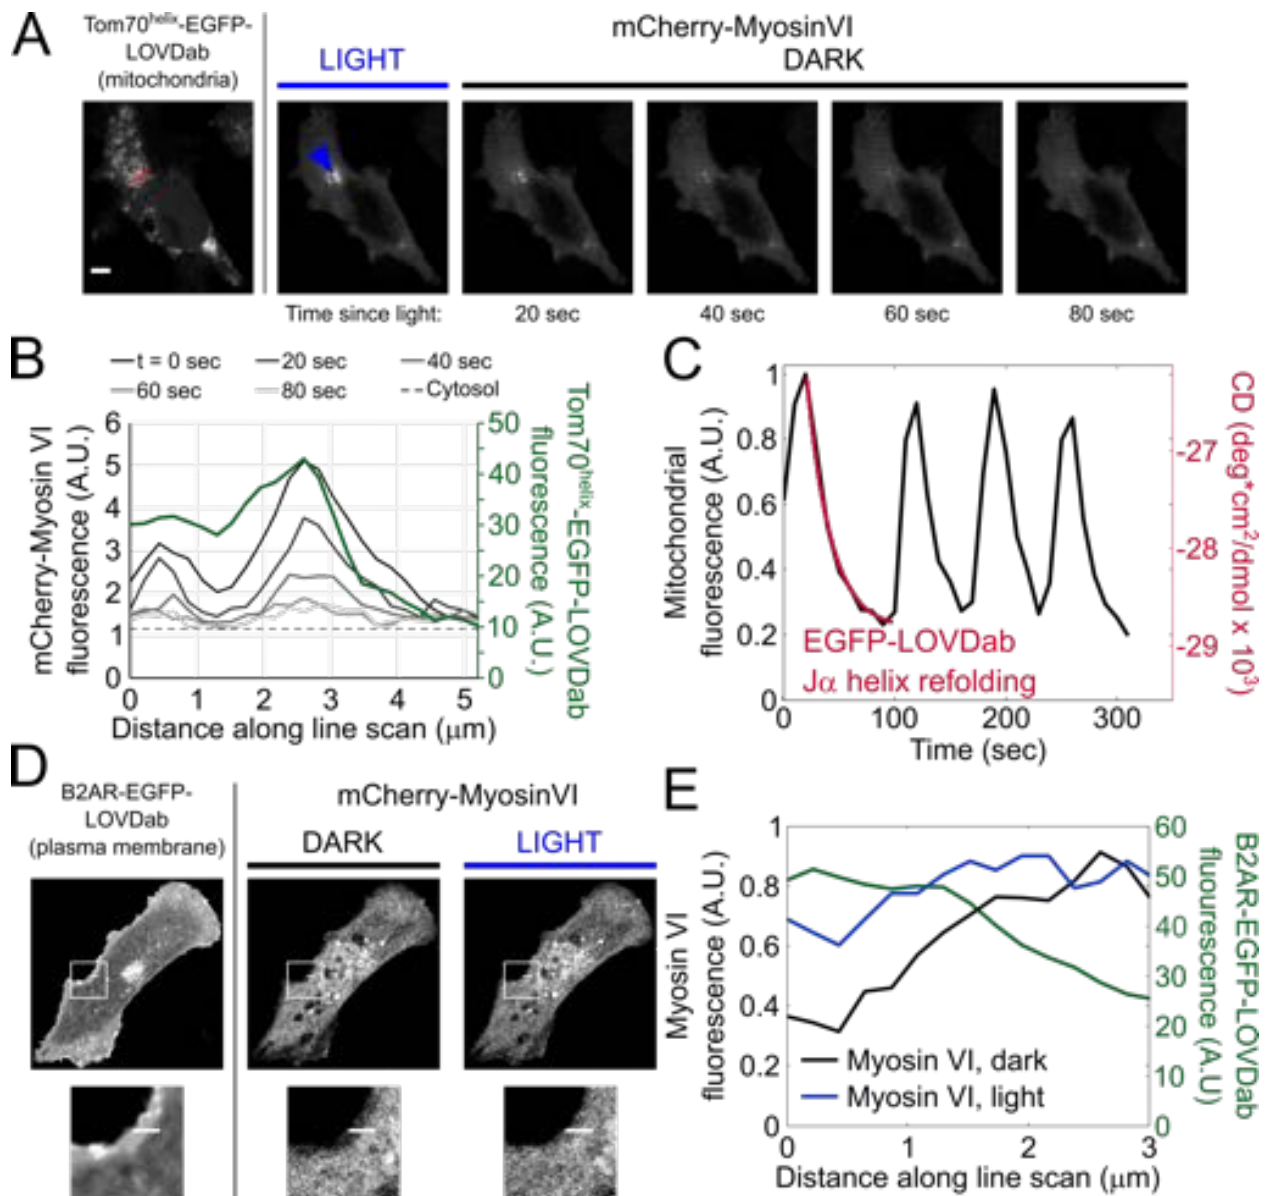 A
Tom70helix-EGFP-
LOVDab
(mitochondria)
mCherry-MyosinVI
LIGHT
DARK
Time since light:
20 sec
40 sec
60 sec
80 sec
B
t = 0 sec
20 sec
40 sec
60 sec
80 sec
Cytosol
mCherry-Myosin VI
fluorescence (A.U.)
6
5
4
3
2
1
0
0
1
2
3
4
5
Distance along line scan (μm)
50
40
30
20
10
0
Tom70helix-EGFP-LOVDab
fluorescence (A.U.)
C
Mitochondrial
fluorescence (A.U.)
1
0.8
0.6
0.4
0.2
0
0
100
200
300
Time (sec)
EGFP-LOVDab
Jα helix refolding
-27
-28
-29
CD (deg*cm2/dmol x 103)
D
B2AR-EGFP-
LOVDab
(plasma membrane)
mCherry-MyosinVI
DARK
LIGHT
E
Myosin VI
fluorescence (A.U.)
1
0.8
0.6
0.4
0.2
0
Myosin VI, dark
Myosin VI, light
0
1
2
3
Distance along line scan (μm)
60
50
40
30
20
10
0
B2AR-EGFP-LOVDab
fluourescence (A.U)